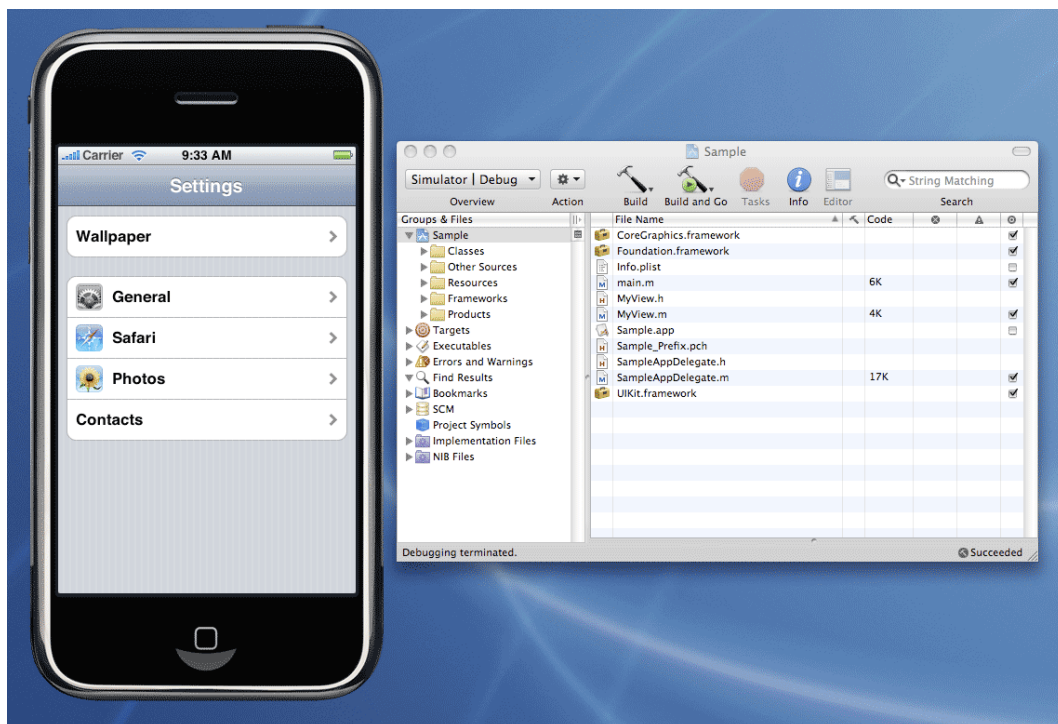 Carrier 9:33 AM
Settings
Wallpaper
General
Safari
Photos
Contacts
Sample
Simulator | Debug
String Matching
Overview Action Build Build and Go Tasks Info Editor Search
Groups & Files
Sample
Classes
Other Sources
Resources
Frameworks
Products
Targets
Executables
Errors and Warnings
Find Results
Bookmarks
SCM
Project Symbols
Implementation Files
NIB Files
File Name Code
CoreGraphics.framework
Foundation.framework
Info.plist
main.m 6K
MyView.h
MyView.m 4K
Sample.app
Sample_Prefix.pch
SampleAppDelegate.h
SampleAppDelegate.m 17K
UIKit.framework
Debugging terminated. Succeeded